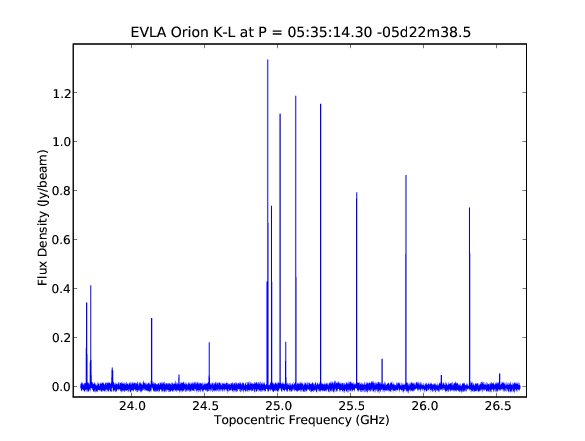 EVLA Orion K-L at P = 05:35:14.30 -05d22m38.5
Flux Density (Jy/beam)
1.2
1.0
0.8
0.6
0.4
0.2
0.0
24.0 24.5 25.0 25.5 26.0 26.5
Topocentric Frequency (GHz)